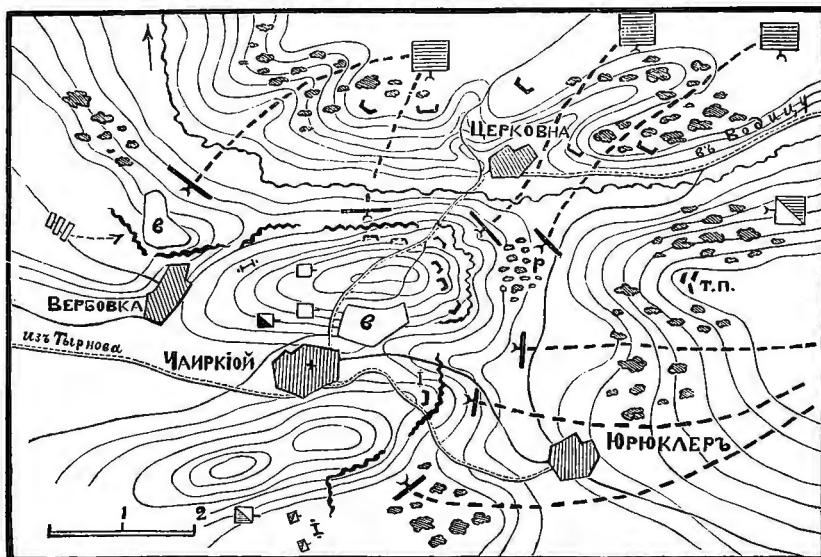 Церковна
въ Водицу
в
Вербовка
р
т.п.
изъ Тырнова
в
Чаиркіой
Юрюклеръ
1
2